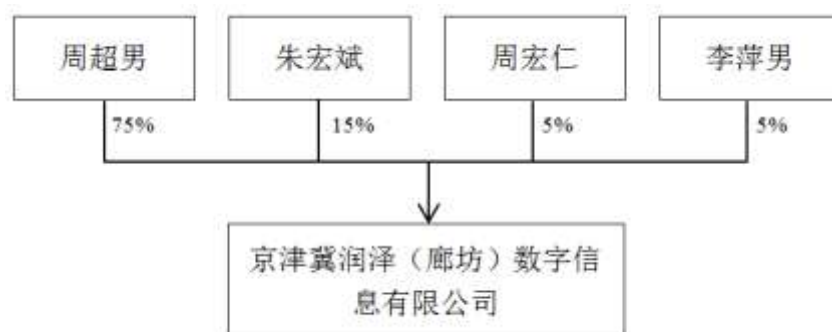 周超男
朱宏斌
周宏仁
李萍男
75%
15%
5%
5%
京津冀润泽（廊坊）数字信
息有限公司